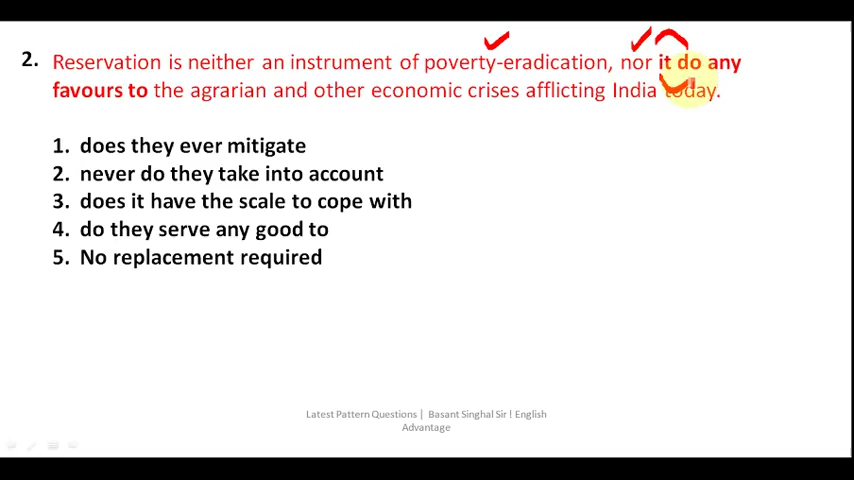 2. Reservation is neither an instrument of poverty-eradication, nor it do any
favours to the agrarian and other economic crises afflicting India today.
1. does they ever mitigate
2. never do they take into account
3. does it have the scale to cope with
4. do they serve any good to
5. No replacement required
Latest Pattern Questions | Basant Singhal Sir ! English
Advantage